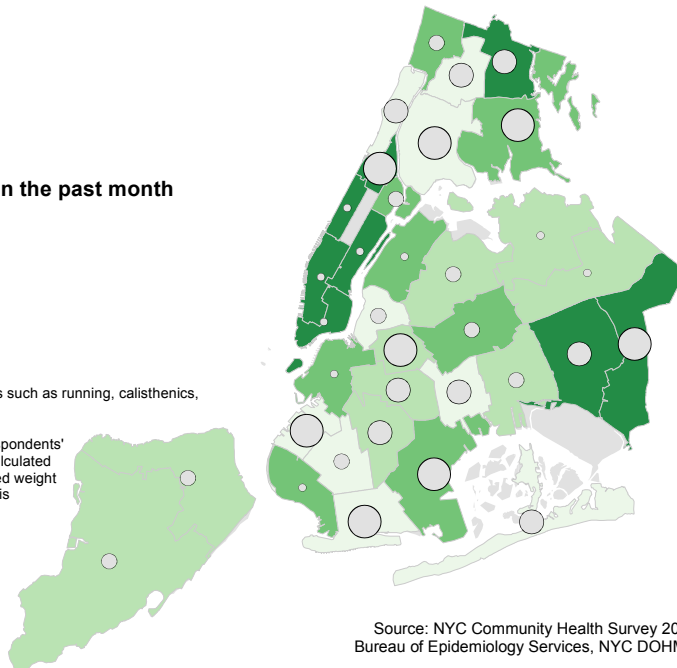 n the past month
s such as running, calisthenics,
pondents'
lculated
ed weight
is
Source: NYC Community Health Survey 20
Bureau of Epidemiology Services, NYC DOHM